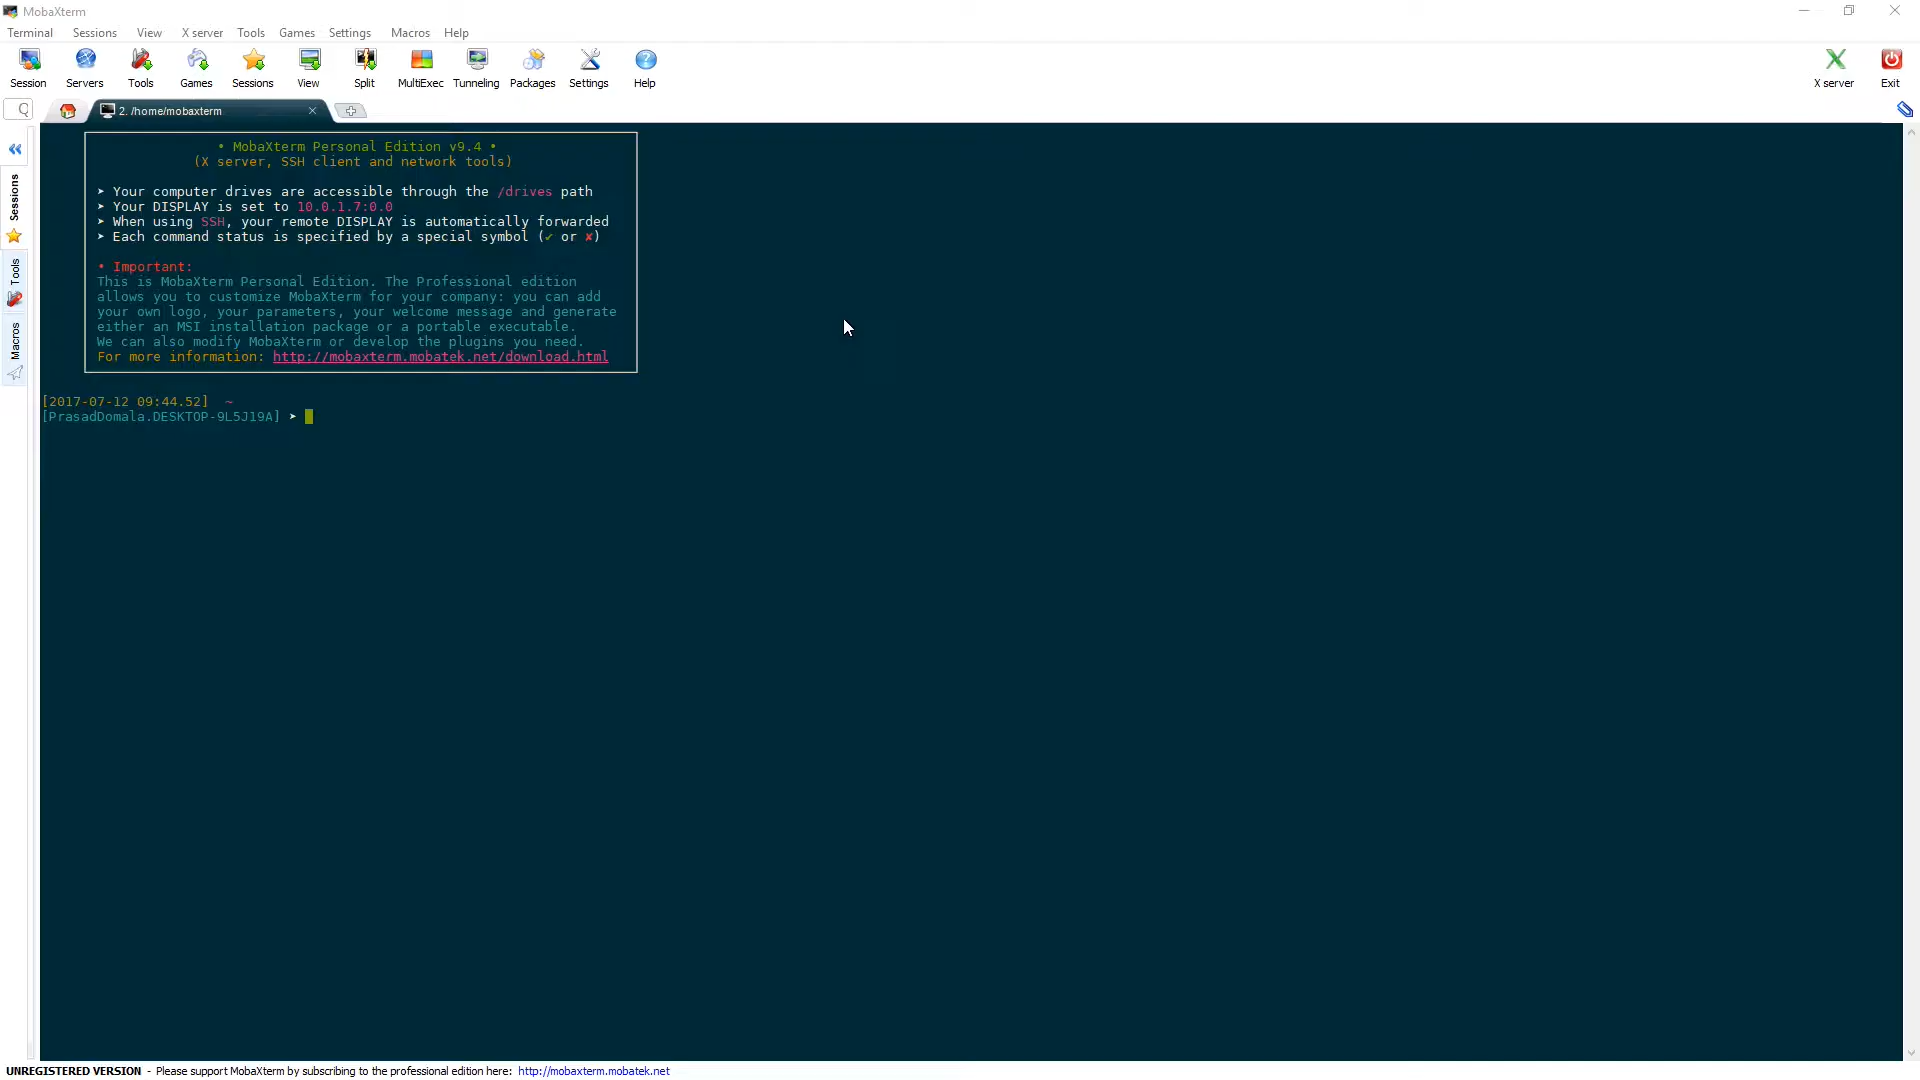 MobaXterm
Terminal Sessions View X server Tools Games Settings Macros Help
Session Servers Tools Games Sessions View Split MultiExec Tunneling Packages Settings Help X server Exit
2. /home/mobaxterm
Sessions
Tools
Macros
• MobaXterm Personal Edition v9.4 •
(X server, SSH client and network tools)
➤ Your computer drives are accessible through the /drives path
➤ Your DISPLAY is set to 10.0.1.7:0.0
➤ When using SSH, your remote DISPLAY is automatically forwarded
➤ Each command status is specified by a special symbol (✔ or ✘)
• Important:
This is MobaXterm Personal Edition. The Professional edition
allows you to customize MobaXterm for your company: you can add
your own logo, your parameters, your welcome message and generate
either an MSI installation package or a portable executable.
We can also modify MobaXterm or develop the plugins you need.
For more information: http://mobaxterm.mobatek.net/download.html
[2017-07-12 09:44.52] ~
[PrasadDomala.DESKTOP-9L5J19A] ➤
UNREGISTERED VERSION - Please support MobaXterm by subscribing to the professional edition here: http://mobaxterm.mobatek.net